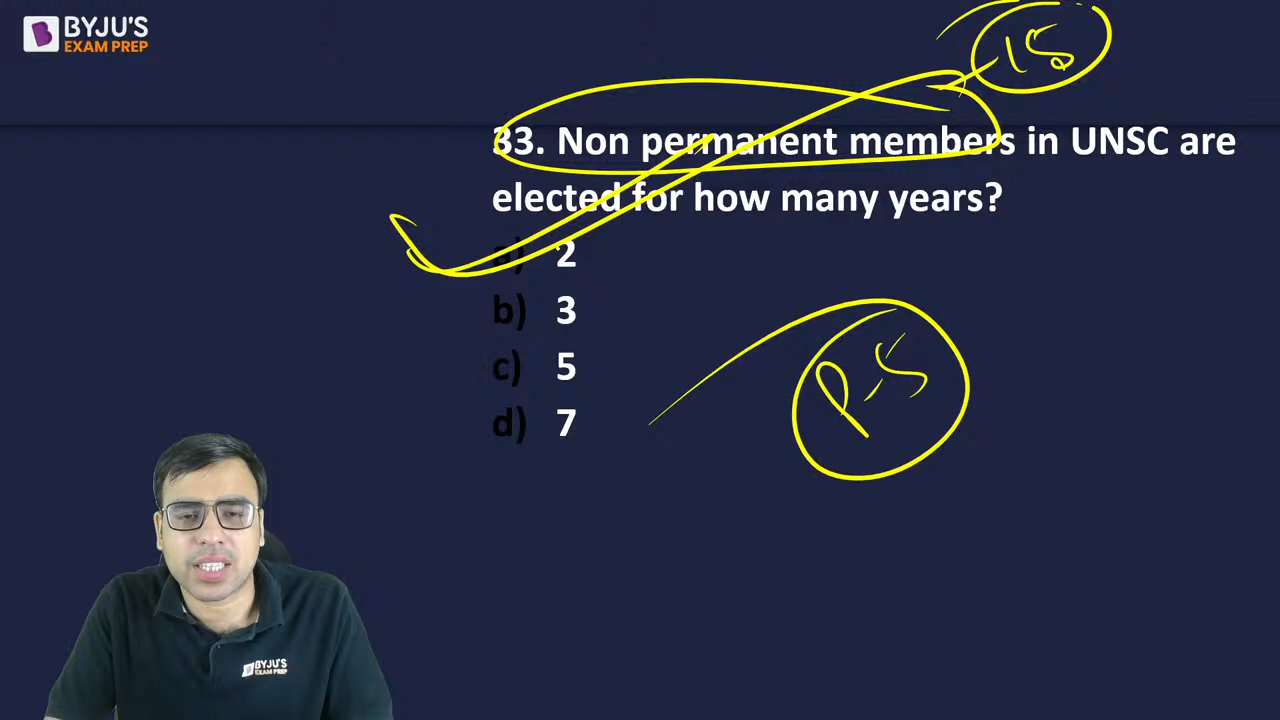 BYJU'S
EXAM PREP
15
33. Non permanent members in UNSC are
elected for how many years?
a) 2
b) 3
c) 5
d) 7
P-5
BYJU'S
EXAM PREP